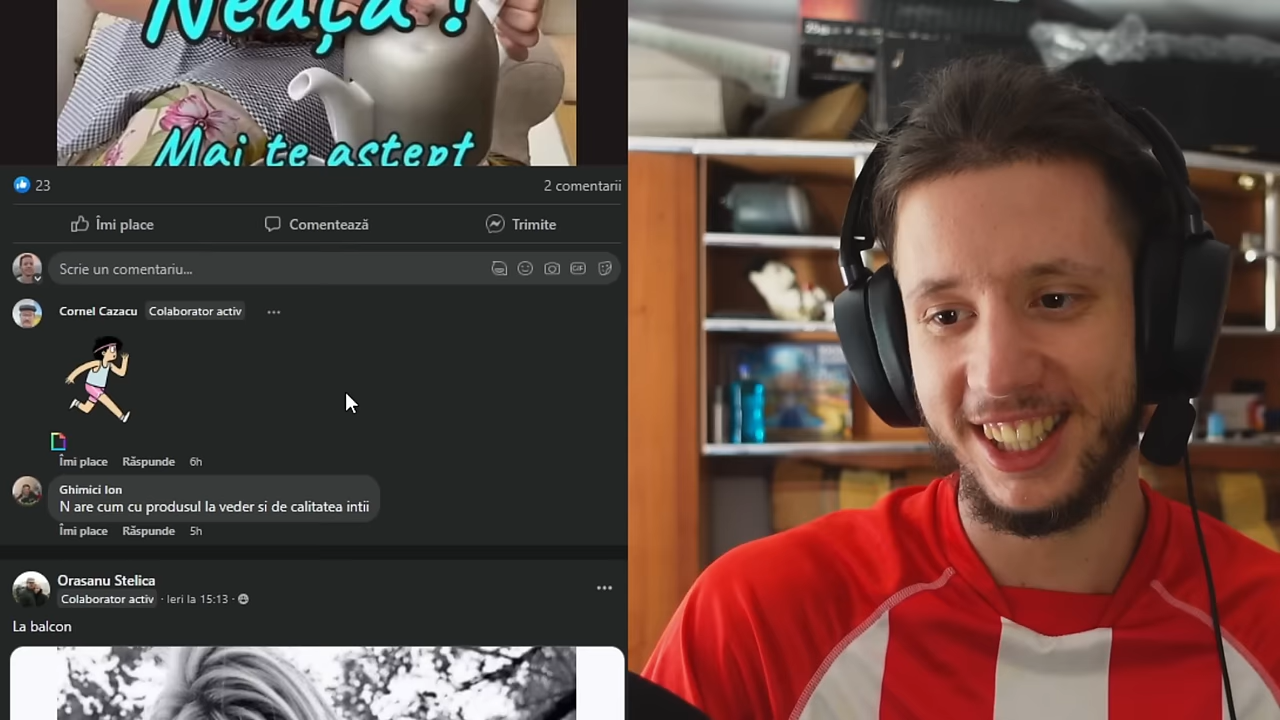 Neața !
Mai te aștept
23
2 comentarii
Îmi place
Comentează
Trimite
Scrie un comentariu...
GIF
Cornel Cazacu Colaborator activ
Îmi place Răspunde 6h
Ghimici Ion
N are cum cu produsul la veder si de calitatea intii
Îmi place Răspunde 5h
Orasanu Stelica
Colaborator activ · Ieri la 15:13 ·
La balcon